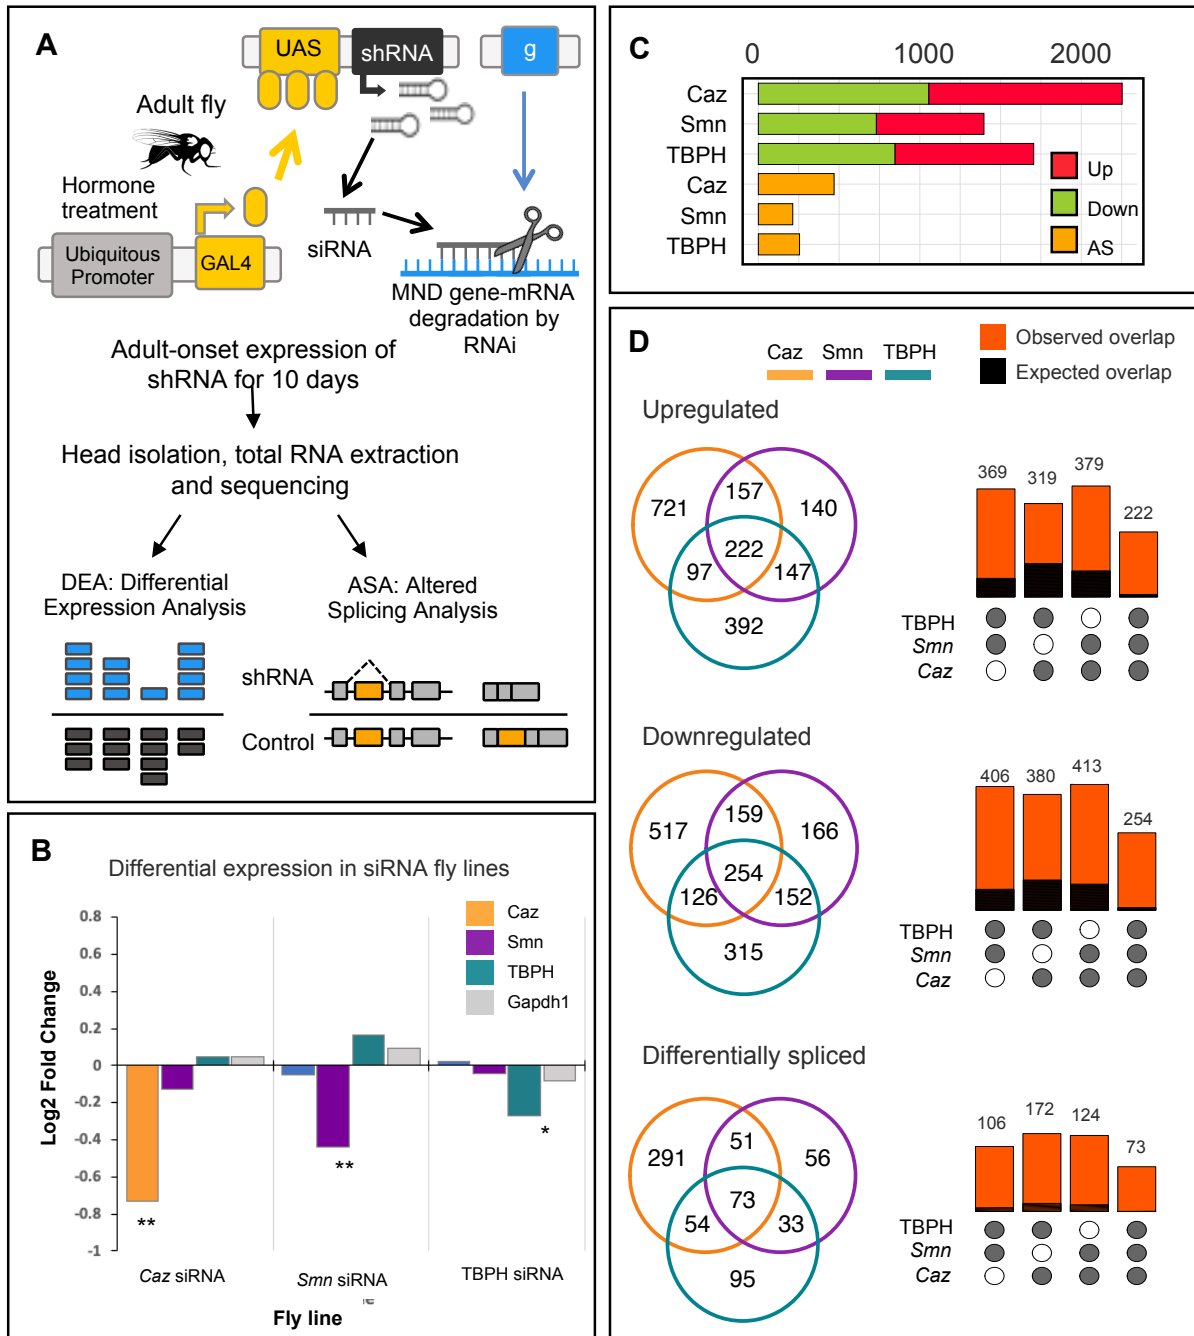 A
UAS
shRNA
g
Adult fly
Hormone
treatment
Ubiquitous
Promoter
GAL4
siRNA
MND gene-mRNA
degradation by
RNAi
Adult-onset expression of
shRNA for 10 days
Head isolation, total RNA extraction
and sequencing
DEA: Differential
Expression Analysis
ASA: Altered
Splicing Analysis
shRNA
Control
B
Differential expression in siRNA fly lines
Caz
Smn
TBPH
Gapdh1
Log2 Fold Change
0.8
0.6
0.4
0.2
0
-0.2
-0.4
-0.6
-0.8
-1
**
**
*
Caz siRNA
Smn siRNA
TBPH siRNA
Fly line
C
0
1000
2000
Caz
Smn
TBPH
Caz
Smn
TBPH
Up
Down
AS
D
Caz
Smn
TBPH
Observed overlap
Expected overlap
Upregulated
721
157
140
222
97
147
392
369
319
379
222
TBPH
Smn
Caz
Downregulated
517
159
166
254
126
152
315
406
380
413
254
TBPH
Smn
Caz
Differentially spliced
291
51
56
73
54
33
95
106
172
124
73
TBPH
Smn
Caz